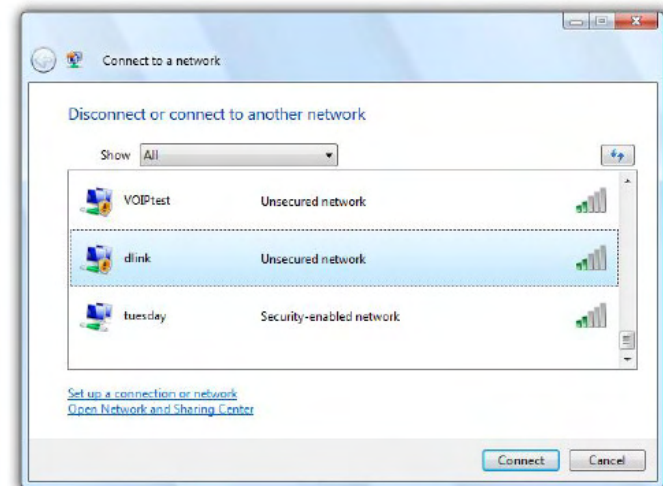 Connect to a network
Disconnect or connect to another network
Show All
VOIPtest Unsecured network
dlink Unsecured network
tuesday Security-enabled network
Set up a connection or network
Open Network and Sharing Center
Connect Cancel